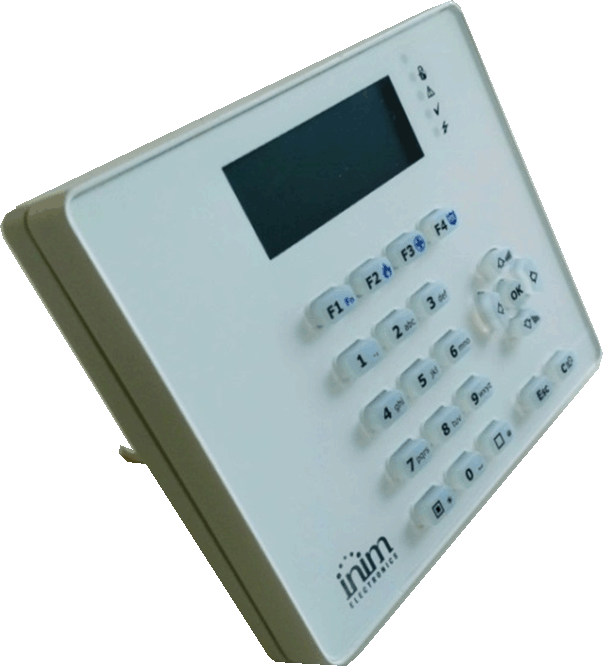 F1 Fn F2 F3 F4
1 .,
2 abc
3 def
4 ghi
5 jkl
6 mno
7 pqrs
8 tuv
9 wxyz
0
OK
Esc
C
inim
ELECTRONICS